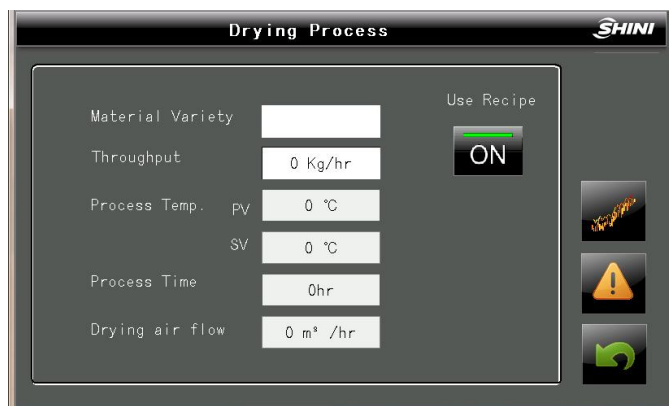 Drying Process
SHINI
Material Variety
Use Recipe
ON
Throughput
0 Kg/hr
Process Temp. PV 0 ℃
SV 0 ℃
Process Time
0hr
Drying air flow
0 m³ /hr